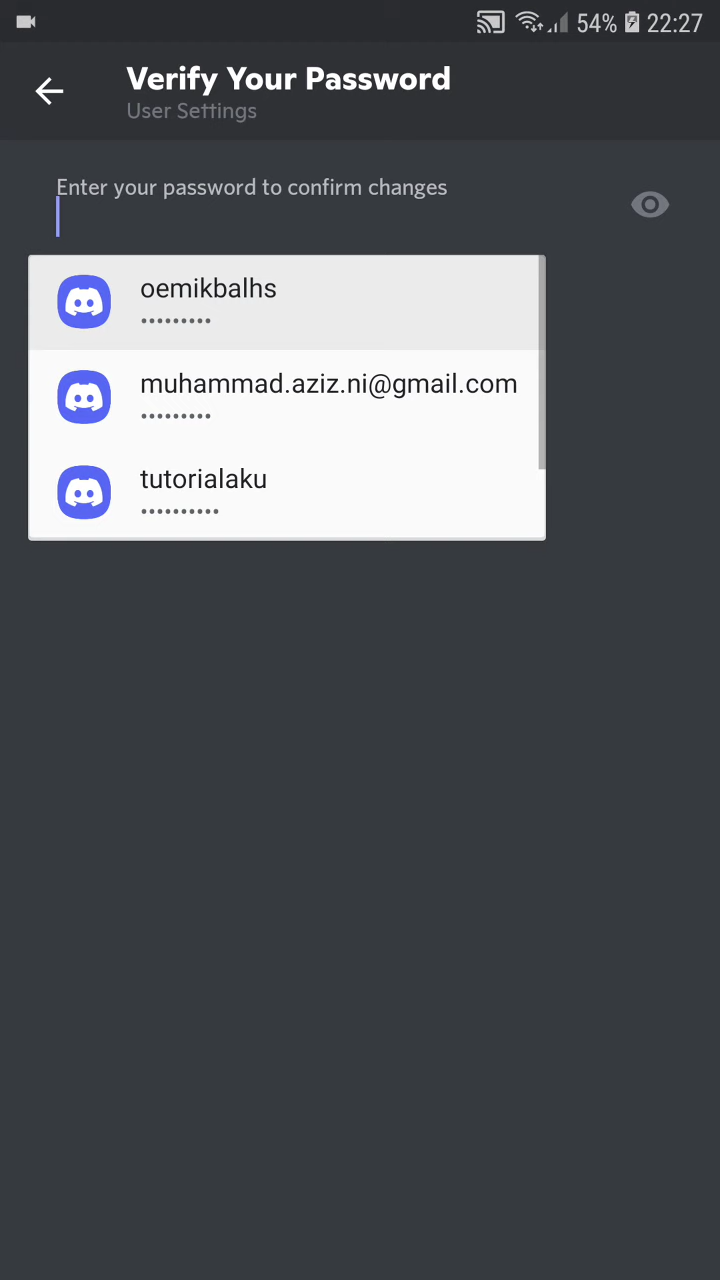 54% 22:27
Verify Your Password
User Settings
Enter your password to confirm changes
oemikbalhs
•••••••••
muhammad.aziz.ni@gmail.com
•••••••••
tutorialaku
••••••••••